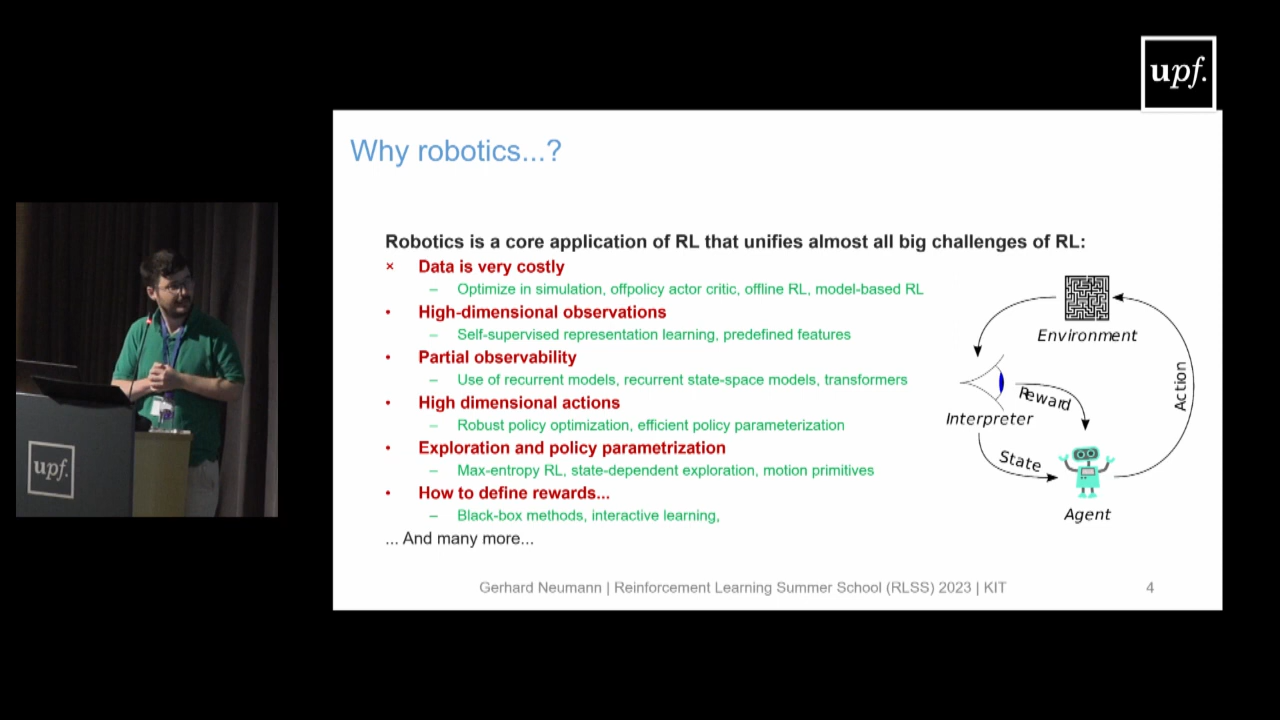 upf.
Why robotics...?
Robotics is a core application of RL that unifies almost all big challenges of RL:
× Data is very costly
– Optimize in simulation, offpolicy actor critic, offline RL, model-based RL
• High-dimensional observations
– Self-supervised representation learning, predefined features
• Partial observability
– Use of recurrent models, recurrent state-space models, transformers
• High dimensional actions
– Robust policy optimization, efficient policy parameterization
• Exploration and policy parametrization
– Max-entropy RL, state-dependent exploration, motion primitives
• How to define rewards...
– Black-box methods, interactive learning,
... And many more...
Environment
Action
Reward
Interpreter
State
Agent
Gerhard Neumann | Reinforcement Learning Summer School (RLSS) 2023 | KIT
4
upf.